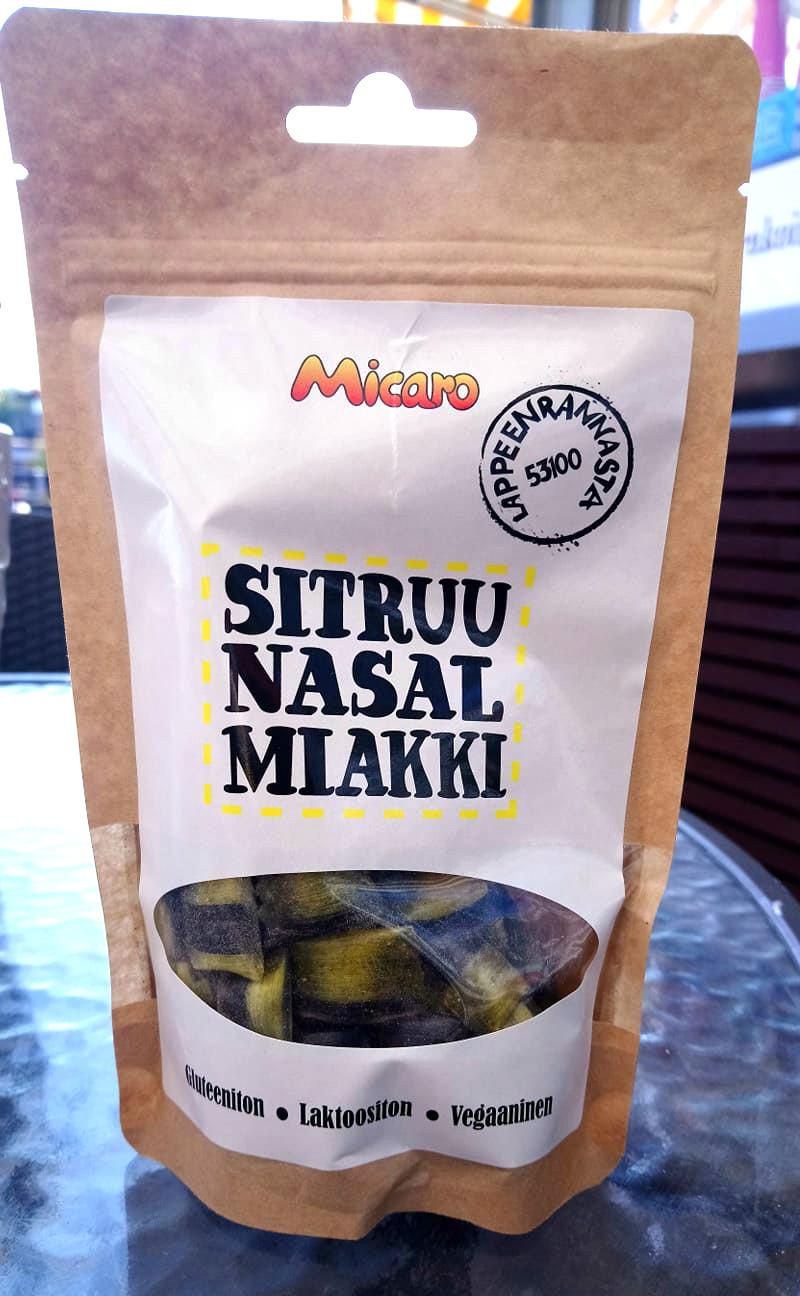 Micaro
LAPPEENRANNASTA
53100
SITRUU
NASAL
MIAKKI
Gluteeniton • Laktoositon • Vegaaninen